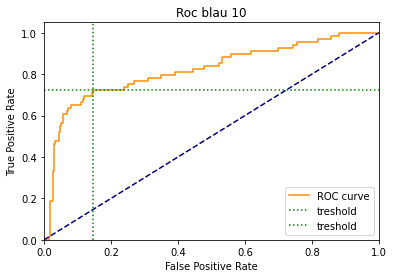 Roc blau 10
True Positive Rate
1.0
0.8
0.6
0.4
0.2
0.0
ROC curve
treshold
treshold
0.0 0.2 0.4 0.6 0.8 1.0
False Positive Rate